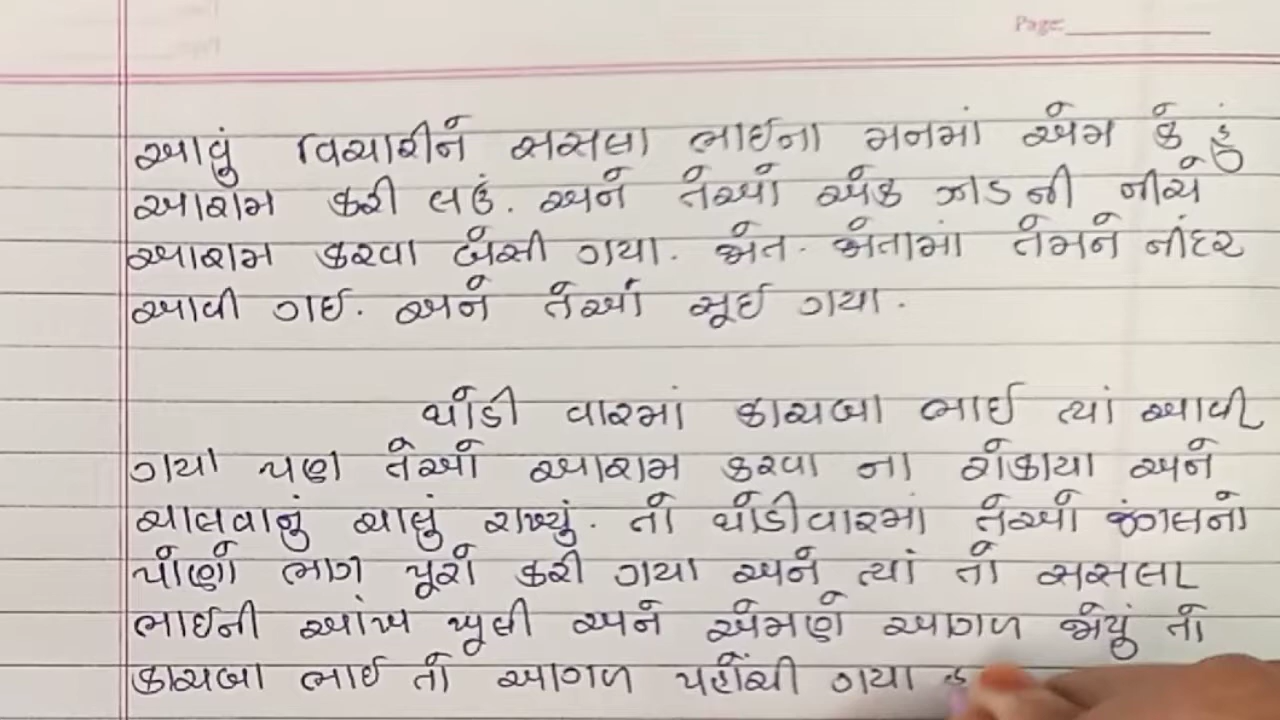 Page:
આવું વિચારીને સસલા ભાઈના મનમાં એમ કે હું
આરામ કરી લઉં. અને તેઓ એક ઝાડ ની નીચે
આરામ કરવા બેસી ગયા. જોત. જોતામાં તેમને નીંદર
આવી ગઈ. અને તેઓ સૂઈ ગયા.
થોડી વારમાં કાચબા ભાઈ ત્યાં આવી
ગયા પણ તેઓ આરામ કરવા ના રોકાયા અને
ચાલવાનું ચાલું રાખ્યું. તો થોડીવારમાં તેઓ જંગલનો
પોણો ભાગ પૂરો કરી ગયા અને ત્યાં તો સસલા
ભાઈની આંખ ખૂલી અને એમણે આગળ જોયું તો
કાચબા ભાઈ તો આગળ પહોંચી ગયા